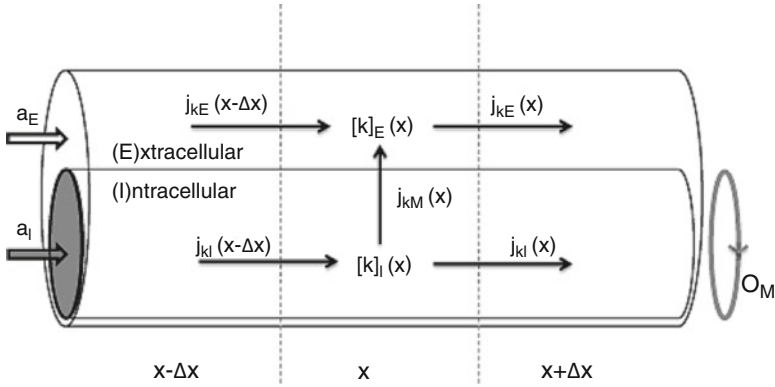 j_kE (x-Δx)
j_kE (x)
a_E
[k]_E (x)
(E)xtracellular
(I)ntracellular
j_kM (x)
a_I
j_kI (x-Δx)
[k]_I (x)
j_kI (x)
O_M
x-Δx
x
x+Δx